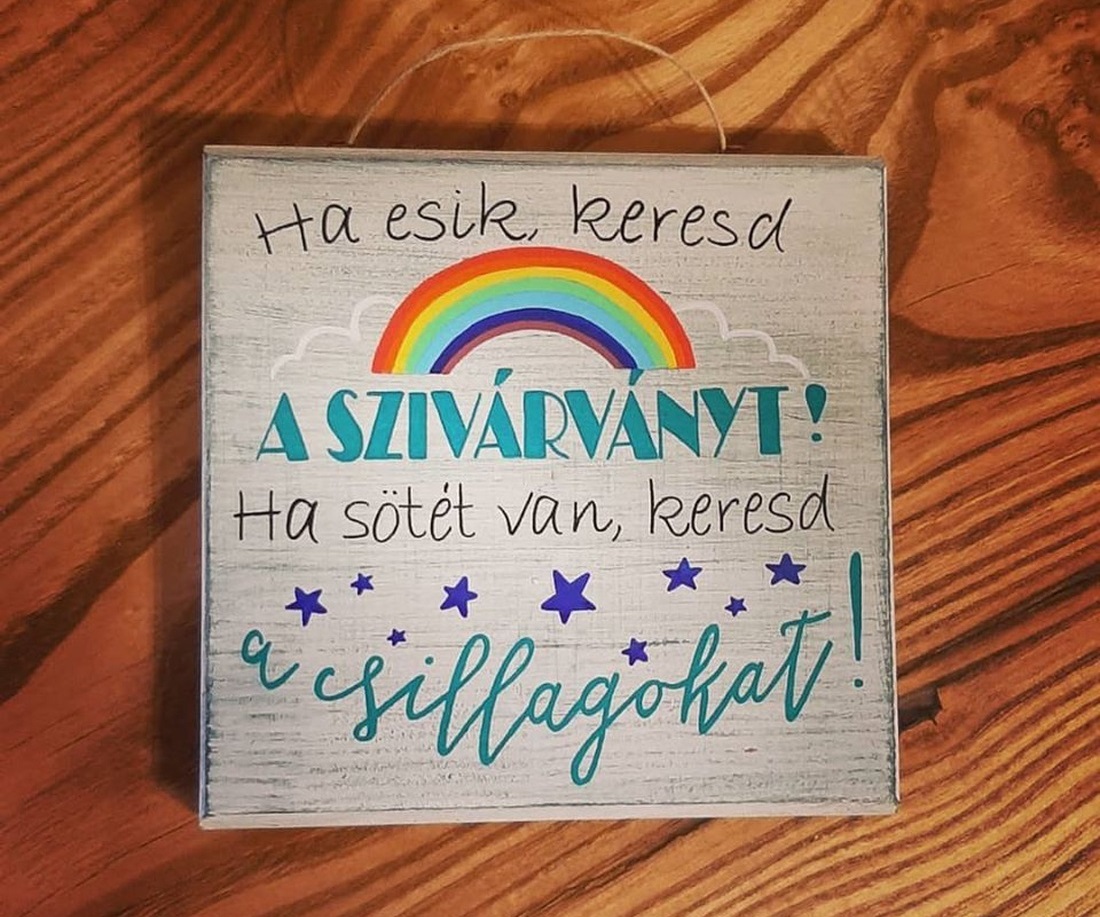 Ha esik, keresd
A SZIVÁRVÁNYT!
Ha sötét van, keresd
a csillagokat!